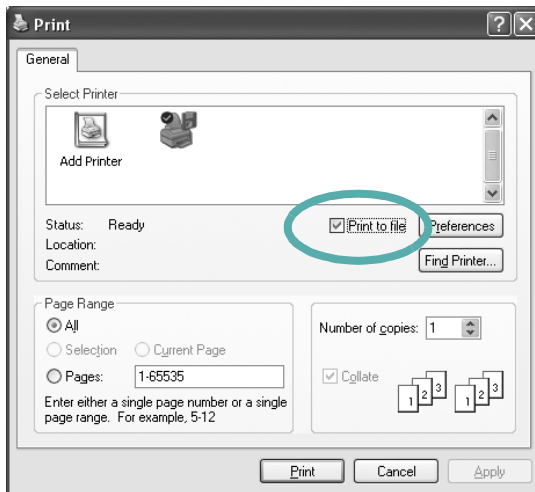 Print
General
Select Printer
Add Printer
Status: Ready
Print to file
Preferences
Location:
Comment:
Find Printer...
Page Range
All
Selection
Current Page
Pages: 1-65535
Enter either a single page number or a single
page range. For example, 5-12
Number of copies: 1
Collate
1 2 3 1 2 3
Print
Cancel
Apply